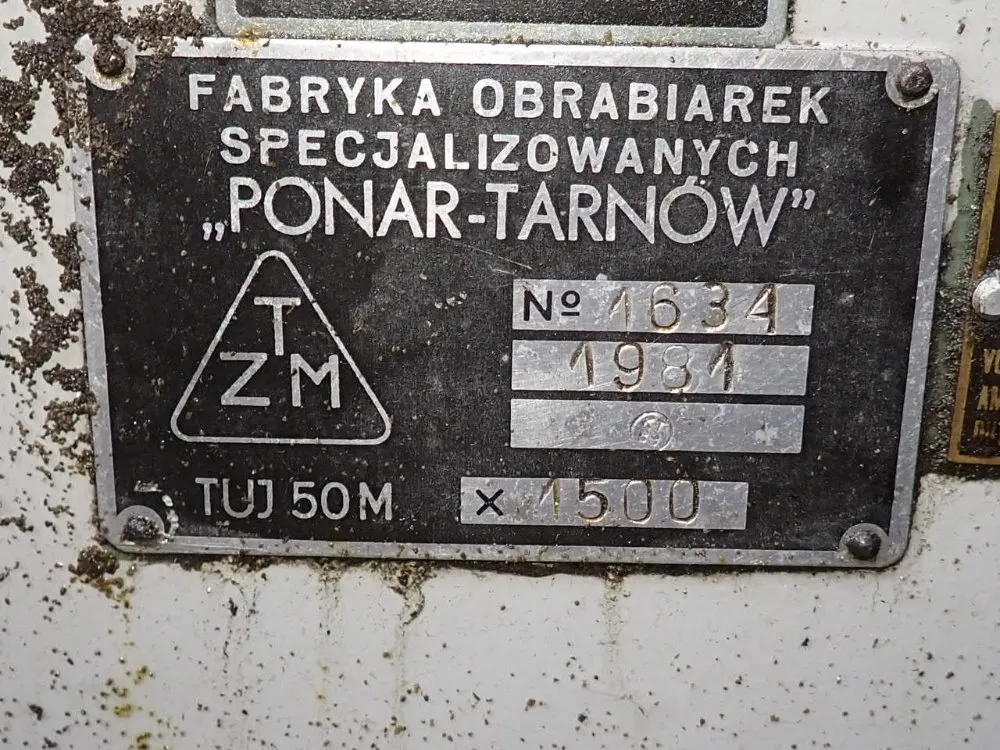 FABRYKA OBRABIAREK
SPECJALIZOWANYCH
„PONAR-TARNÓW”
T
ZM
№ 1634
1981
TUJ 50M x 1500